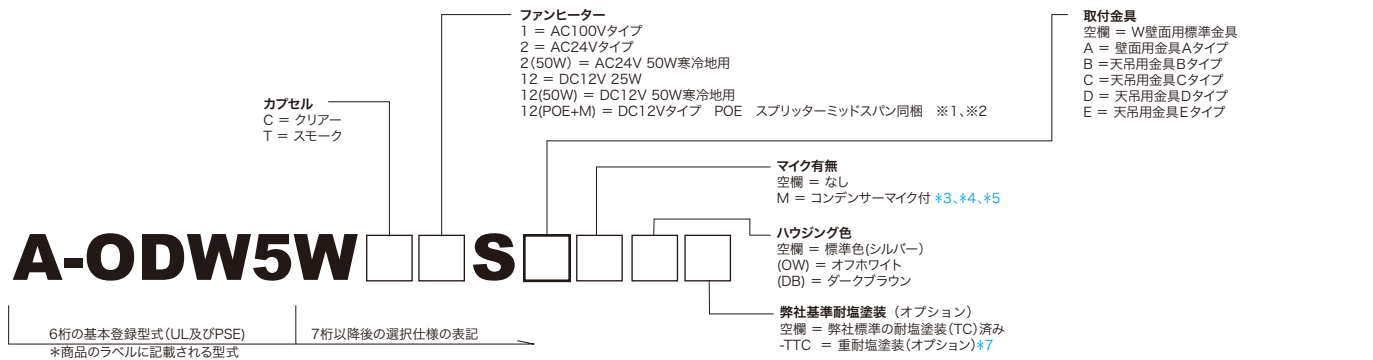 ファンヒーター
1 = AC100Vタイプ
2 = AC24Vタイプ
2(50W) = AC24V 50W寒冷地用
12 = DC12V 25W
12(50W) = DC12V 50W寒冷地用
12(POE+M) = DC12Vタイプ POE スプリッターミッドスパン同梱 ※1、※2
取付金具
空欄 = W壁面用標準金具
A = 壁面用金具Aタイプ
B =天吊用金具Bタイプ
C =天吊用金具Cタイプ
D = 天吊用金具Dタイプ
E = 天吊用金具Eタイプ
カプセル
C = クリアー
T = スモーク
マイク有無
空欄 = なし
M = コンデンサーマイク付 *3、*4、*5
ハウジング色
空欄 = 標準色(シルバー)
(OW) = オフホワイト
(DB) = ダークブラウン
A-ODW5W□□S□□□□
弊社基準耐塩塗装(オプション)
空欄 = 弊社標準の耐塩塗装(TC)済み
-TTC = 重耐塩塗装(オプション)*7
6桁の基本登録型式(UL及びPSE)
7桁以降後の選択仕様の表記
*商品のラベルに記載される型式